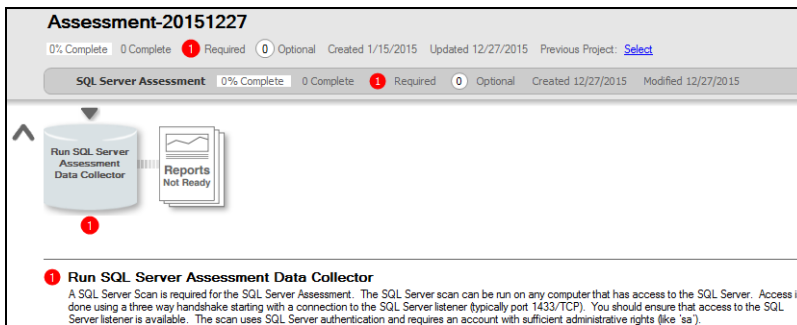 Assessment-20151227
0% Complete 0 Complete 1 Required 0 Optional Created 1/15/2015 Updated 12/27/2015 Previous Project: Select
SQL Server Assessment 0% Complete 0 Complete 1 Required 0 Optional Created 12/27/2015 Modified 12/27/2015
Run SQL Server
Assessment
Data Collector
Reports
Not Ready
1
1 Run SQL Server Assessment Data Collector
A SQL Server Scan is required for the SQL Server Assessment. The SQL Server scan can be run on any computer that has access to the SQL Server. Access i
done using a three way handshake starting with a connection to the SQL Server listener (typically port 1433/TCP). You should ensure that access to the SQL
Server listener is available. The scan uses SQL Server authentication and requires an account with sufficient administrative rights (like 'sa').